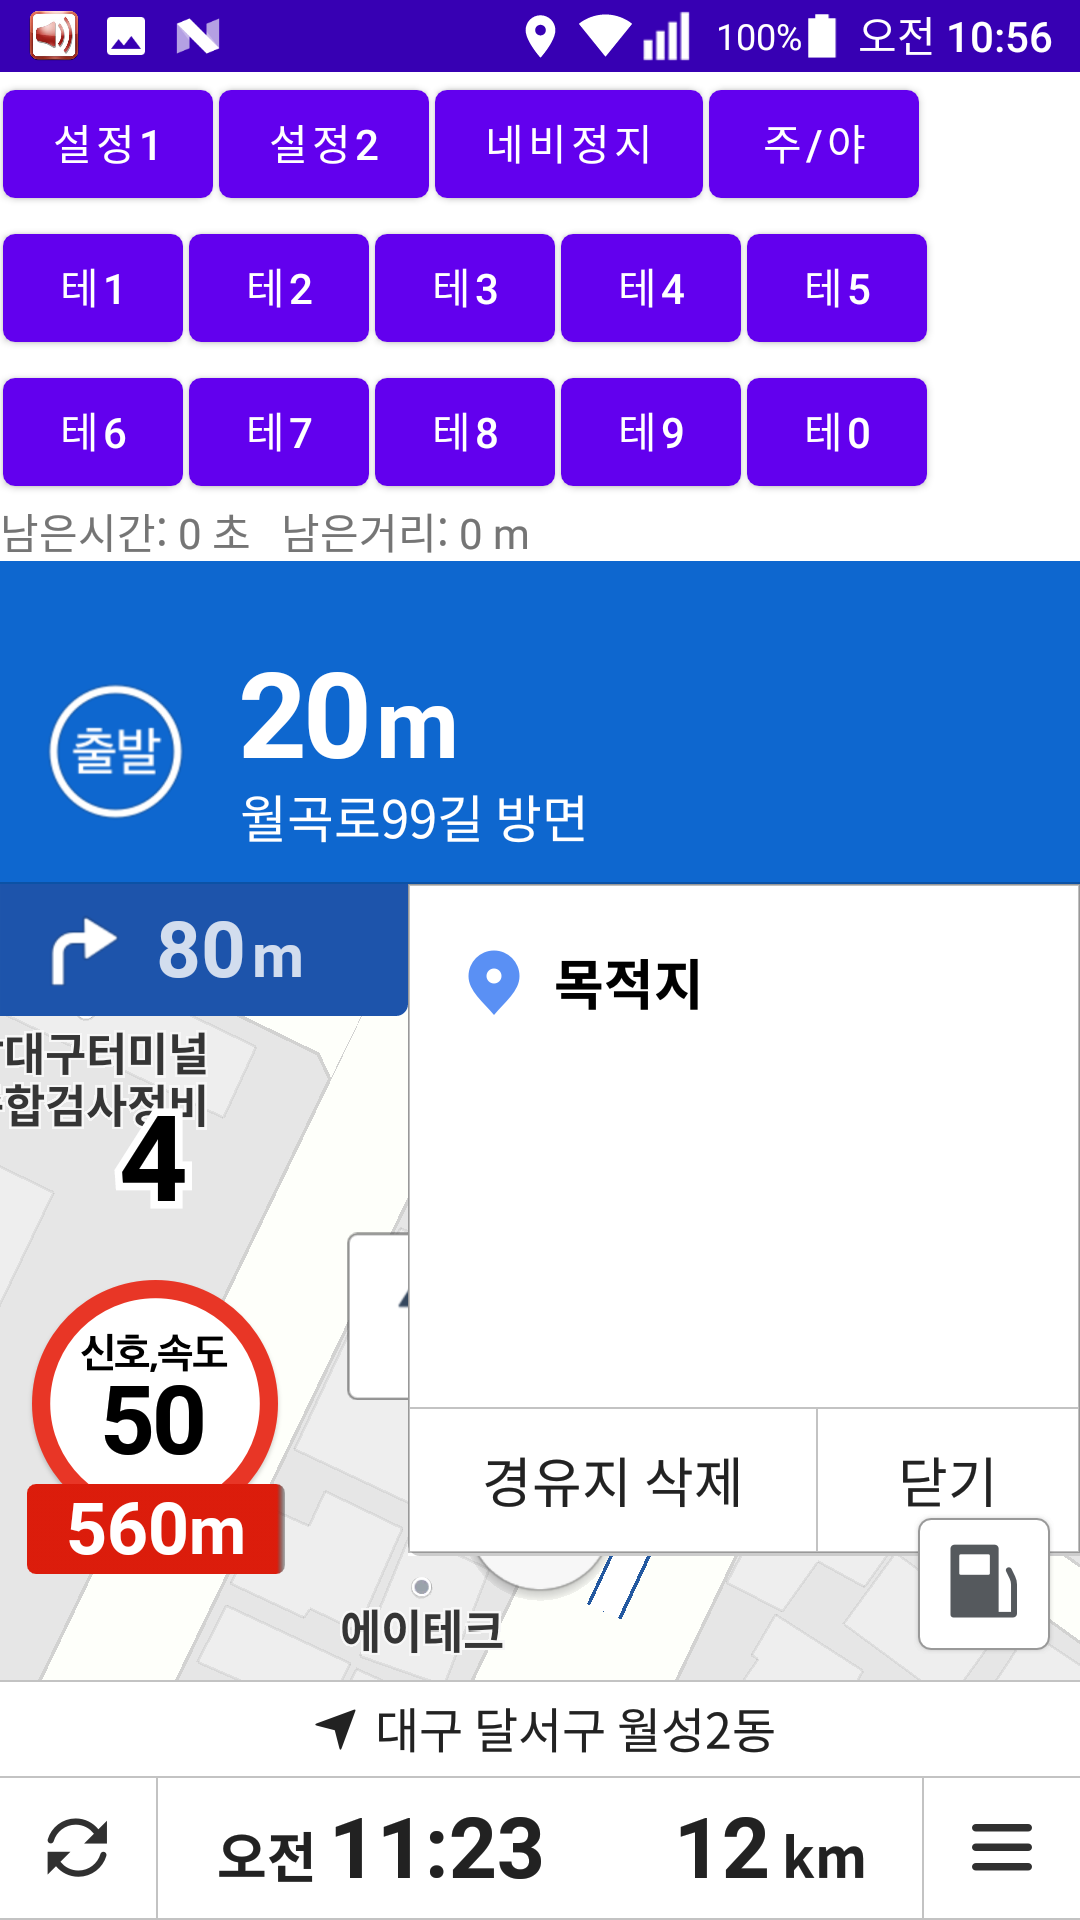 100% 오전 10:56
설정1 설정2 네비정지 주/야
테1 테2 테3 테4 테5
테6 테7 테8 테9 테0
남은시간: 0 초 남은거리: 0 m
출발
20m
월곡로99길 방면
80m
목적지
대구터미널
합검사정비
4
신호,속도
50
560m
경유지 삭제 닫기
에이테크
대구 달서구 월성2동
오전 11:23 12 km